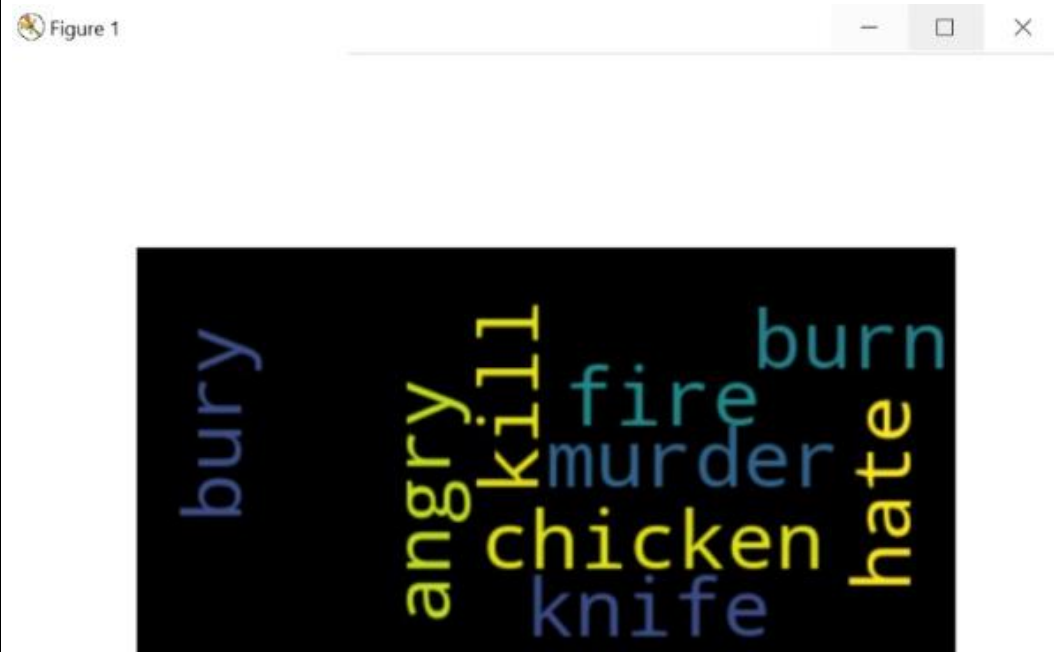 Figure 1
bury
angry
kill
burn
fire
murder
hate
chicken
knife